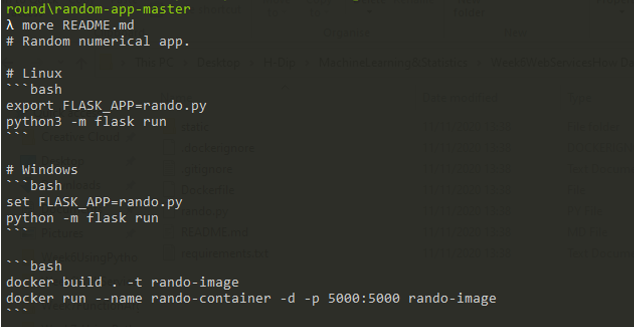 round\random-app-master
λ more README.md
# Random numerical app.
# Linux
```bash
export FLASK_APP=rando.py
python3 -m flask run
```
# Windows
```bash
set FLASK_APP=rando.py
python -m flask run
```
```bash
docker build . -t rando-image
docker run --name rando-container -d -p 5000:5000 rando-image
```